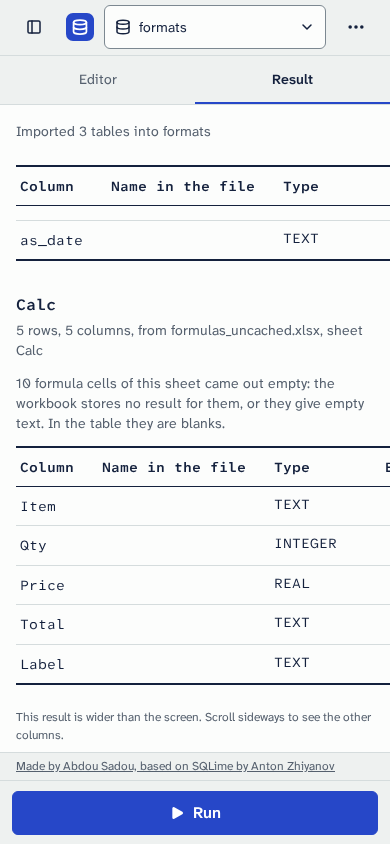 formats
Editor Result
Imported 3 tables into formats
Column Name in the file Type
as_date TEXT
Calc
5 rows, 5 columns, from formulas_uncached.xlsx, sheet
Calc
10 formula cells of this sheet came out empty: the
workbook stores no result for them, or they give empty
text. In the table they are blanks.
Column Name in the file Type
Item TEXT
Qty INTEGER
Price REAL
Total TEXT
Label TEXT
This result is wider than the screen. Scroll sideways to see the other
columns.
Made by Abdou Sadou, based on SQLime by Anton Zhiyanov
Run